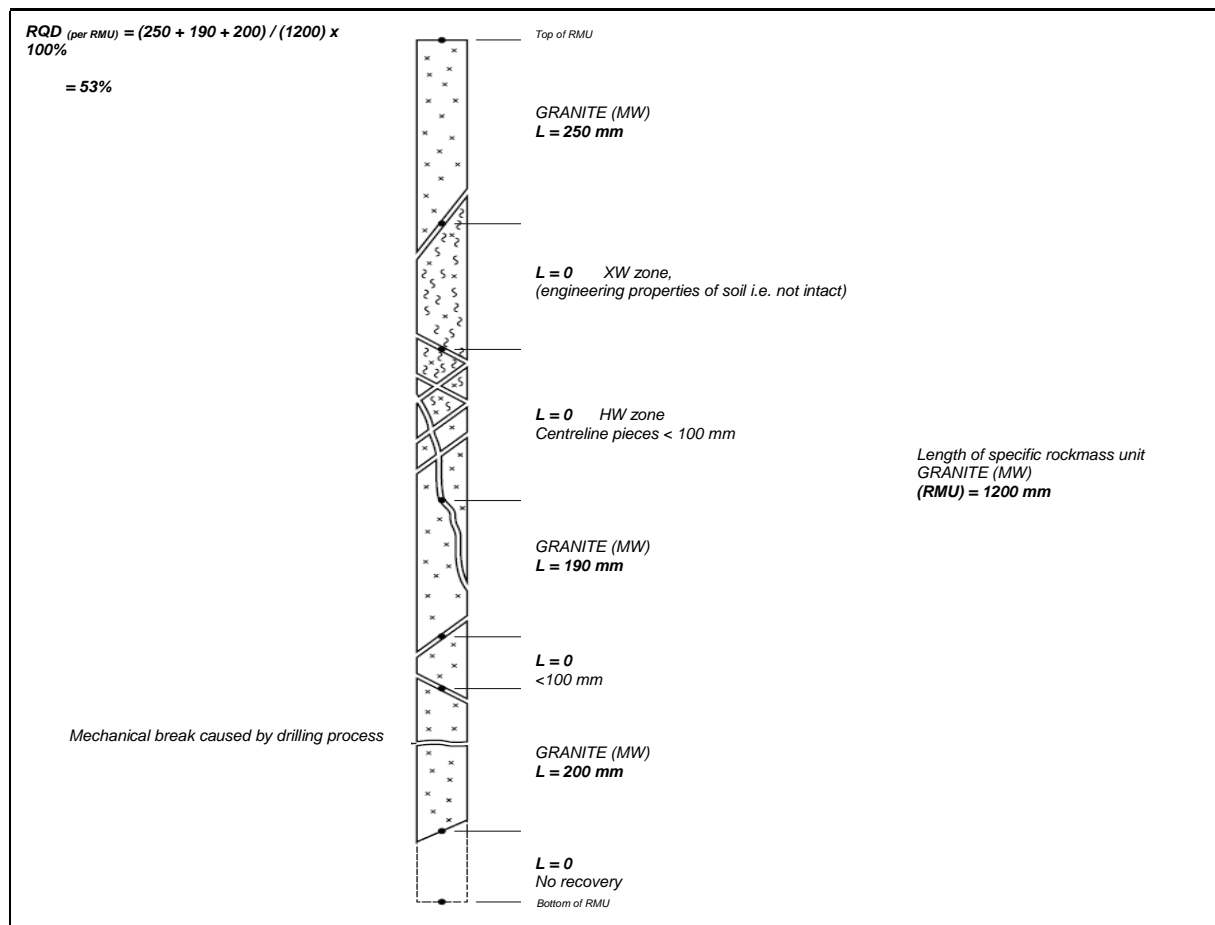 RQD (per RMU) = (250 + 190 + 200) / (1200) x
100%
= 53%
Top of RMU
GRANITE (MW)
L = 250 mm
L = 0 XW zone,
(engineering properties of soil i.e. not intact)
L = 0 HW zone
Centreline pieces < 100 mm
Length of specific rockmass unit
GRANITE (MW)
(RMU) = 1200 mm
GRANITE (MW)
L = 190 mm
L = 0
<100 mm
Mechanical break caused by drilling process
GRANITE (MW)
L = 200 mm
L = 0
No recovery
Bottom of RMU